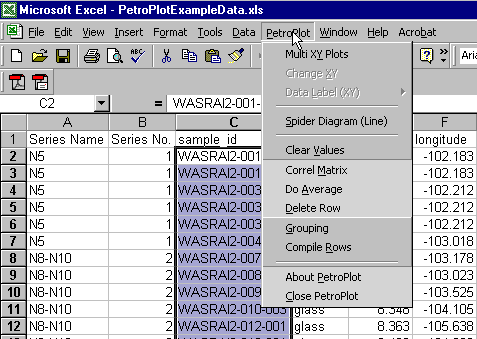 Microsoft Excel - PetroPlotExampleData.xls
File Edit View Insert Format Tools Data PetroPlot Window Help Acrobat
Multi XY Plots
Change XY
Data Label (XY)
Spider Diagram (Line)
Clear Values
Correl Matrix
Do Average
Delete Row
Grouping
Compile Rows
About PetroPlot
Close PetroPlot
C2 = WASRAI2-001-
A B C F
1 Series Name Series No. sample_id longitude
2 N5 1 WASRAI2-001 -102.183
3 N5 1 WASRAI2-001 -102.183
4 N5 1 WASRAI2-003 -102.212
5 N5 1 WASRAI2-003 -102.212
6 N5 1 WASRAI2-003 -102.212
7 N5 1 WASRAI2-004 -103.018
8 N8-N10 2 WASRAI2-007 -103.178
9 N8-N10 2 WASRAI2-008 -103.023
10 N8-N10 2 WASRAI2-009 -103.525
11 N8-N10 2 WASRAI2-010-003 glass 8.348 -104.105
12 N8-N10 2 WASRAI2-012-001 glass 8.363 -105.638